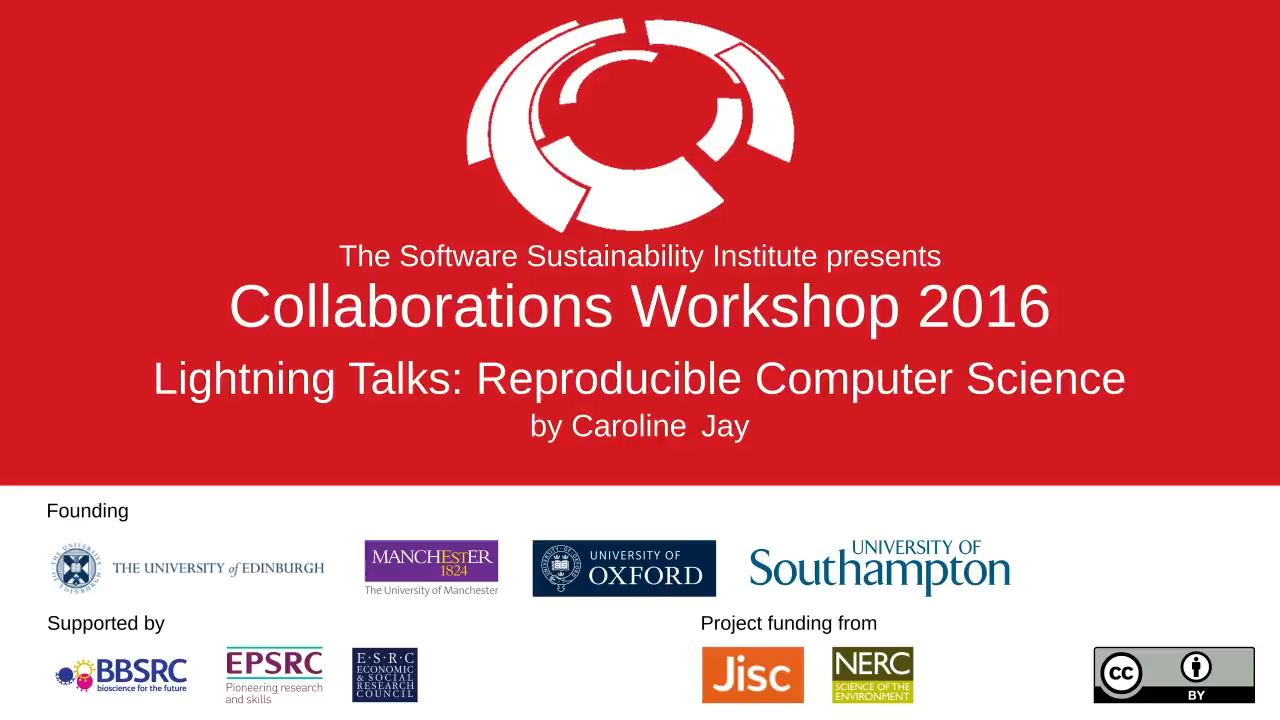 The Software Sustainability Institute presents
Collaborations Workshop 2016
Lightning Talks: Reproducible Computer Science
by Caroline Jay
Founding
THE UNIVERSITY of EDINBURGH
MANCHESTER
1824
The University of Manchester
UNIVERSITY OF
OXFORD
UNIVERSITY OF
Southampton
Supported by
BBSRC
bioscience for the future
EPSRC
Pioneering research
and skills
E·S·R·C
ECONOMIC
& SOCIAL
RESEARCH
COUNCIL
Project funding from
Jisc
NERC
SCIENCE OF THE
ENVIRONMENT
CC
BY